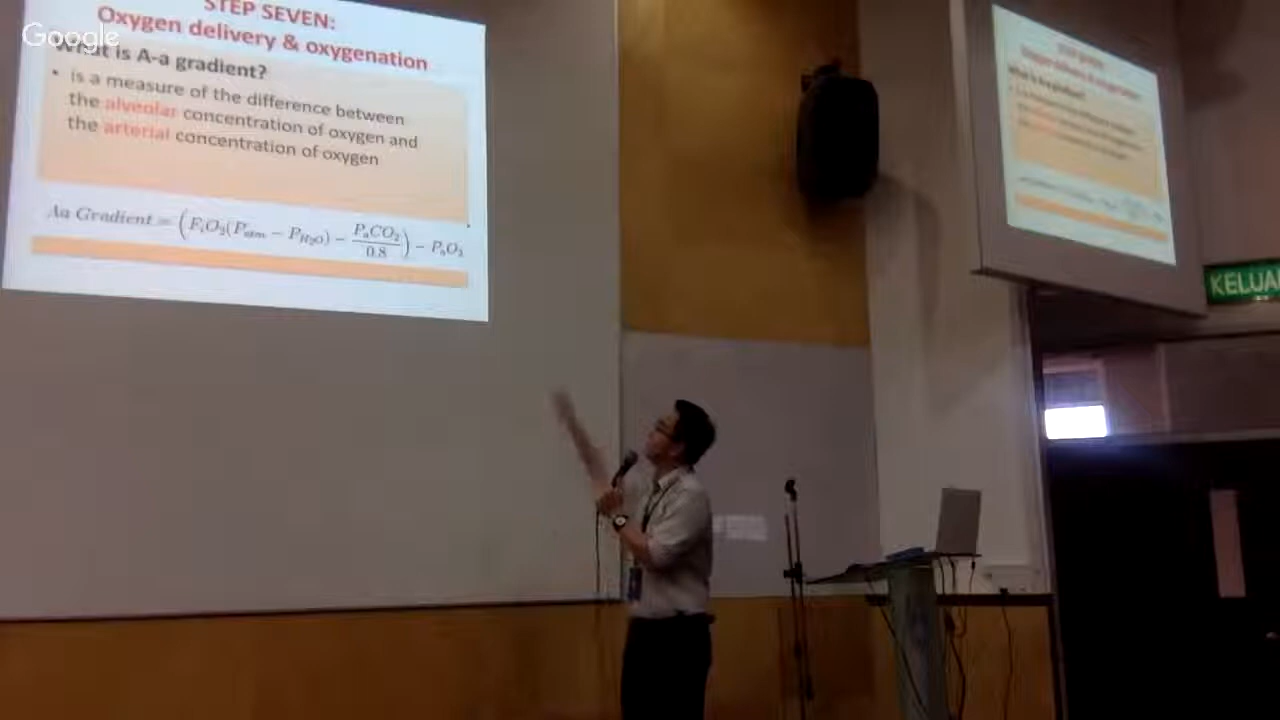 Google
STEP SEVEN:
Oxygen delivery & oxygenation
What is A-a gradient?
• is a measure of the difference between
the alveolar concentration of oxygen and
the arterial concentration of oxygen
Aa Gradient = (FiO2(Patm − PH2O) − PaCO2/0.8) − PaO2
KELUA